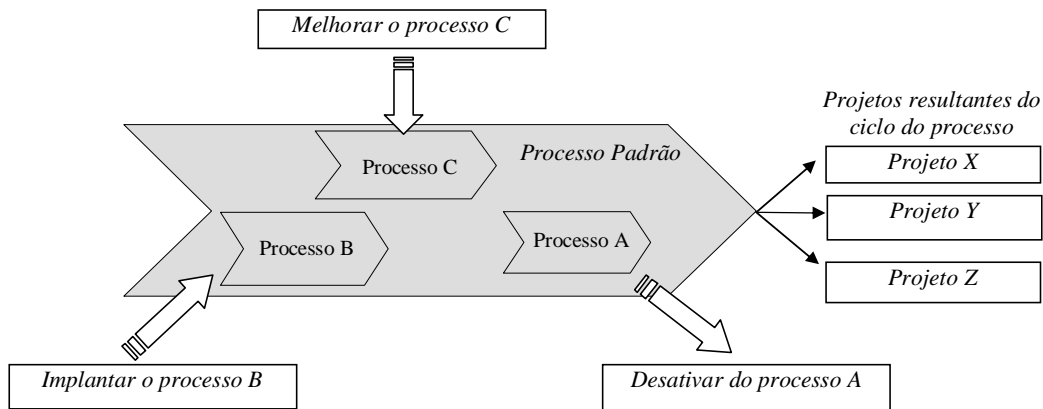 Melhorar o processo C
Projetos resultantes do
ciclo do processo
Processo Padrão
Processo C
Projeto X
Projeto Y
Processo B
Processo A
Projeto Z
Implantar o processo B
Desativar do processo A